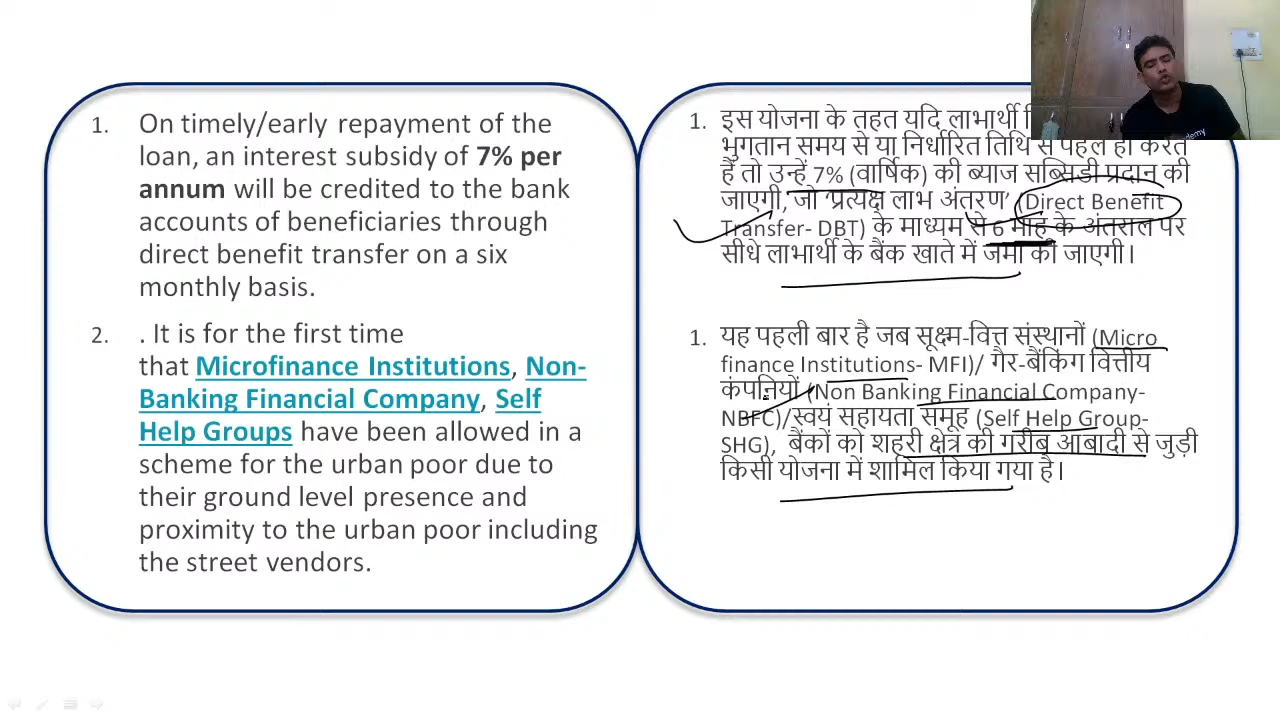 1. On timely/early repayment of the
loan, an interest subsidy of 7% per
annum will be credited to the bank
accounts of beneficiaries through
direct benefit transfer on a six
monthly basis.
2. . It is for the first time
that Microfinance Institutions, Non-
Banking Financial Company, Self
Help Groups have been allowed in a
scheme for the urban poor due to
their ground level presence and
proximity to the urban poor including
the street vendors.
1. इस योजना के तहत यदि लाभार्थी
भुगतान समय से या निर्धारित तिथि से पहले ही करते
हैं तो उन्हें 7% (वार्षिक) की ब्याज सब्सिडी प्रदान की
जाएगी, जो ‘प्रत्यक्ष लाभ अंतरण’ (Direct Benefit
Transfer- DBT) के माध्यम से 6 माह के अंतराल पर
सीधे लाभार्थी के बैंक खाते में जमा की जाएगी।
1. यह पहली बार है जब सूक्ष्म-वित्त संस्थानों (Micro
finance Institutions- MFI)/ गैर-बैंकिंग वित्तीय
कंपनियों (Non Banking Financial Company-
NBFC)/स्वयं सहायता समूह (Self Help Group-
SHG), बैंकों को शहरी क्षेत्र की गरीब आबादी से जुड़ी
किसी योजना में शामिल किया गया है।